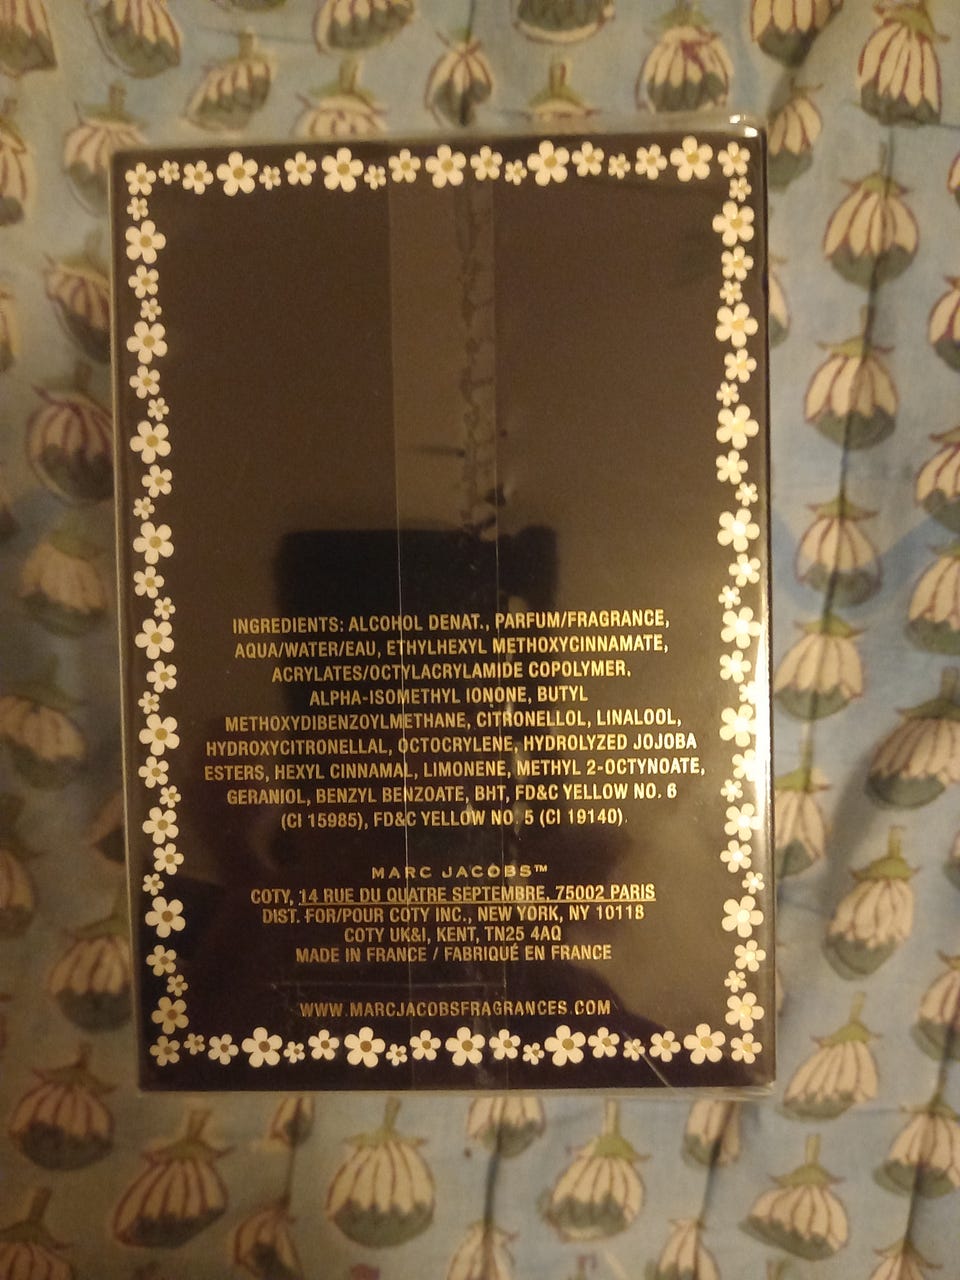 INGREDIENTS: ALCOHOL DENAT., PARFUM/FRAGRANCE,
AQUA/WATER/EAU, ETHYLHEXYL METHOXYCINNAMATE,
ACRYLATES/OCTYLACRYLAMIDE COPOLYMER,
ALPHA-ISOMETHYL IONONE, BUTYL
METHOXYDIBENZOYLMETHANE, CITRONELLOL, LINALOOL,
HYDROXYCITRONELLAL, OCTOCRYLENE, HYDROLYZED JOJOBA
ESTERS, HEXYL CINNAMAL, LIMONENE, METHYL 2-OCTYNOATE,
GERANIOL, BENZYL BENZOATE, BHT, FD&C YELLOW NO. 6
(CI 15985), FD&C YELLOW NO. 5 (CI 19140).
MARC JACOBS™
COTY, 14 RUE DU QUATRE SEPTEMBRE, 75002 PARIS
DIST. FOR/POUR COTY INC., NEW YORK, NY 10118
COTY UK&I, KENT, TN25 4AQ
MADE IN FRANCE / FABRIQUÉ EN FRANCE
WWW.MARCJACOBSFRAGRANCES.COM